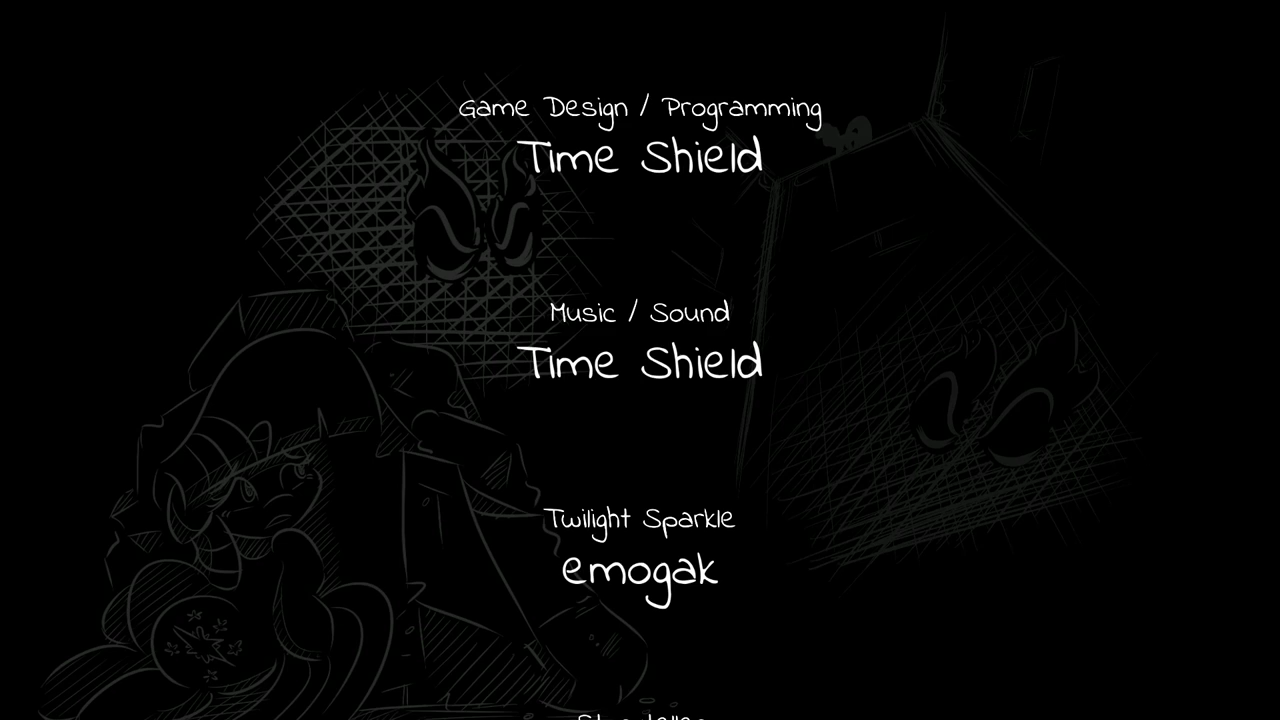 Game Design / Programming
Time Shield
Music / Sound
Time Shield
Twilight Sparkle
emogak